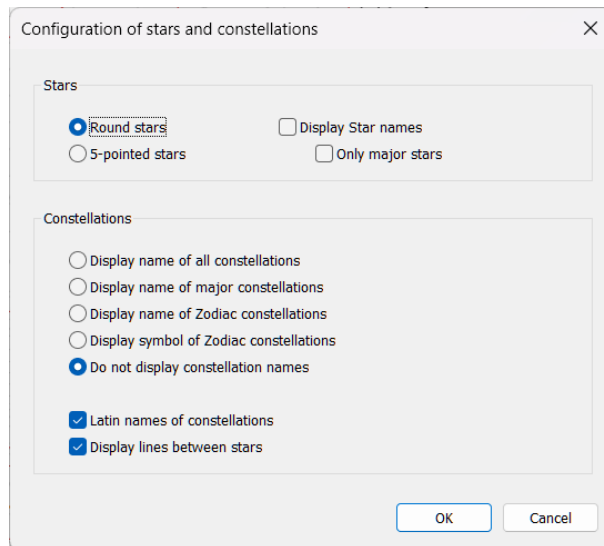 Configuration of stars and constellations
Stars
Round stars
Display Star names
5-pointed stars
Only major stars
Constellations
Display name of all constellations
Display name of major constellations
Display name of Zodiac constellations
Display symbol of Zodiac constellations
Do not display constellation names
Latin names of constellations
Display lines between stars
OK
Cancel